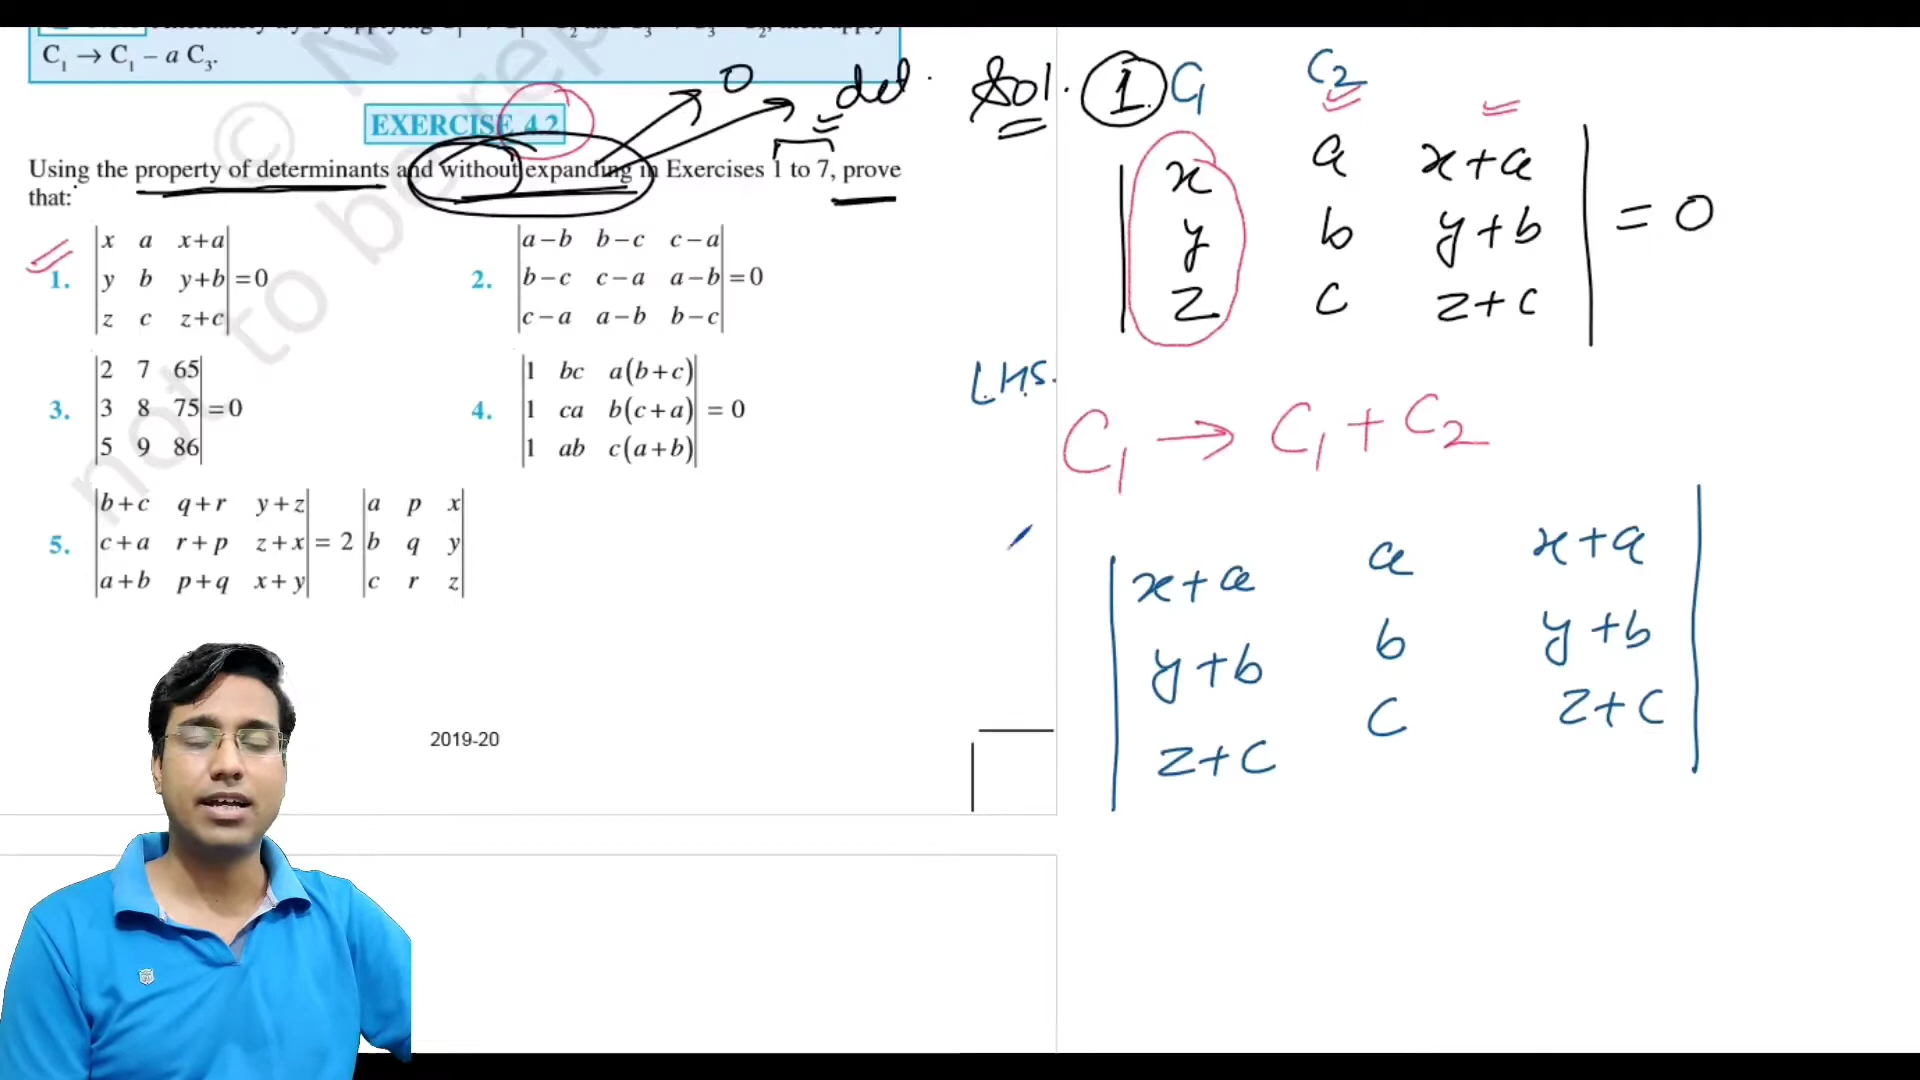 C₁ → C₁ – a C₃.
EXERCISE 4.2
Using the property of determinants and without expanding in Exercises 1 to 7, prove
that:
1. |x a x+a|
|y b y+b| = 0
|z c z+c|
2. |a−b b−c c−a|
|b−c c−a a−b| = 0
|c−a a−b b−c|
3. |2 7 65|
|3 8 75| = 0
|5 9 86|
4. |1 bc a(b+c)|
|1 ca b(c+a)| = 0
|1 ab c(a+b)|
5. |b+c q+r y+z| |a p x|
|c+a r+p z+x| = 2 |b q y|
|a+b p+q x+y| |c r z|
2019-20
0
det.
Sol. 1. C₁ C₂
|x a x+a|
|y b y+b| = 0
|z c z+c|
LHS.
C₁ → C₁ + C₂
|x+a a x+a|
|y+b b y+b|
|z+c c z+c|